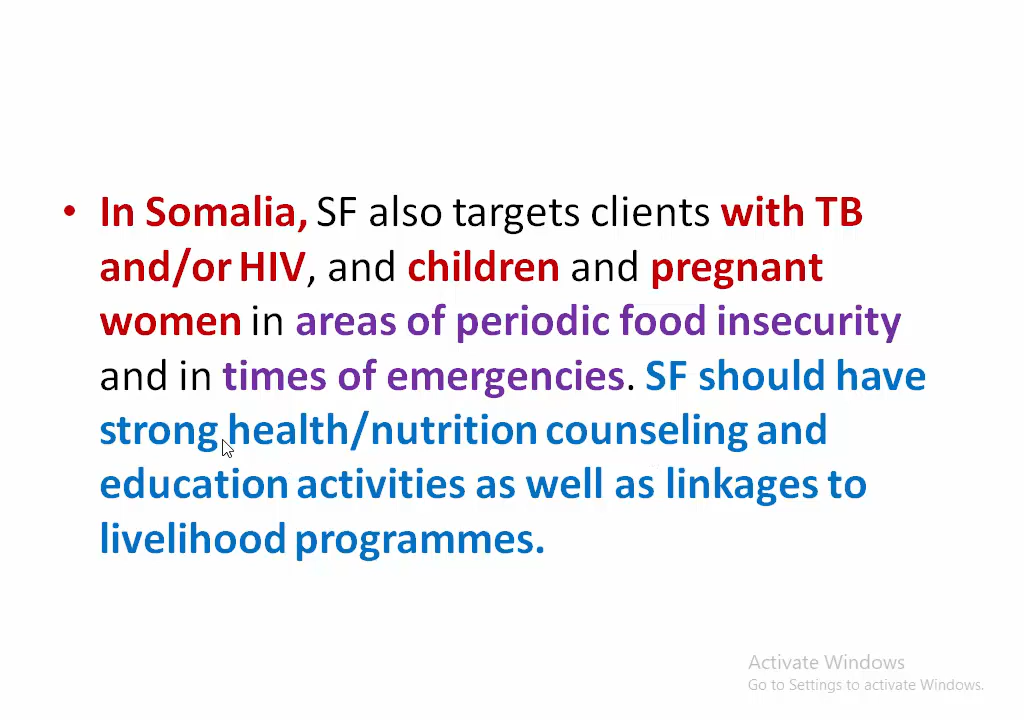 • In Somalia, SF also targets clients with TB
and/or HIV, and children and pregnant
women in areas of periodic food insecurity
and in times of emergencies. SF should have
strong health/nutrition counseling and
education activities as well as linkages to
livelihood programmes.
Activate Windows
Go to Settings to activate Windows.